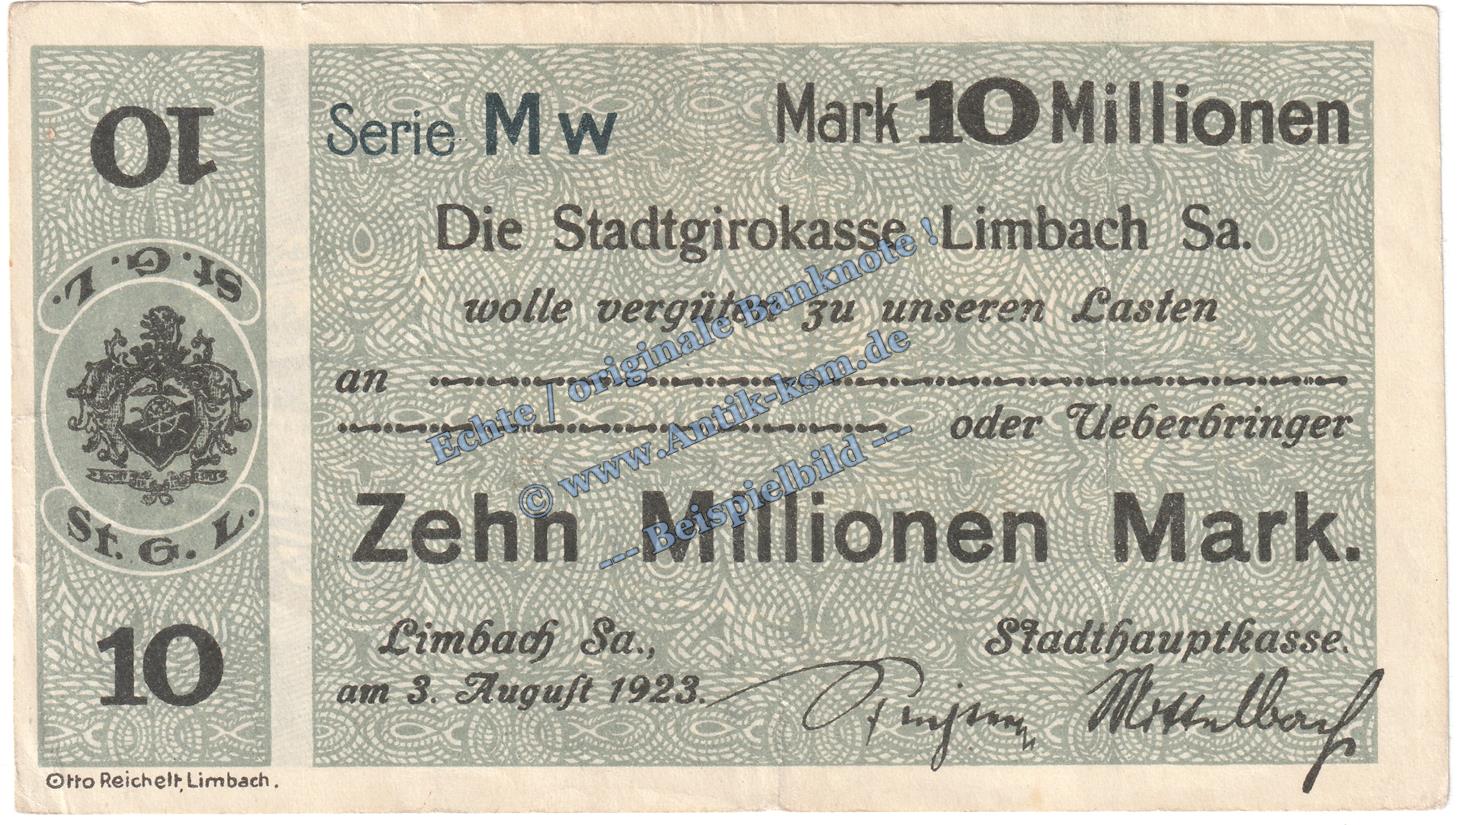 10
St. G. L.
St. G. L.
10
Serie Mw
Mark 10 Millionen
Die Stadtgirokasse Limbach Sa.
wolle vergüten zu unseren Lasten
an
oder Ueberbringer
Zehn Millionen Mark.
Limbach Sa.,
am 3. August 1923.
Stadthauptkasse.
Mittelbach
Otto Reichelt, Limbach.
Echte / originale Banknote !
© www.Antik-ksm.de
--- Beispielbild ---